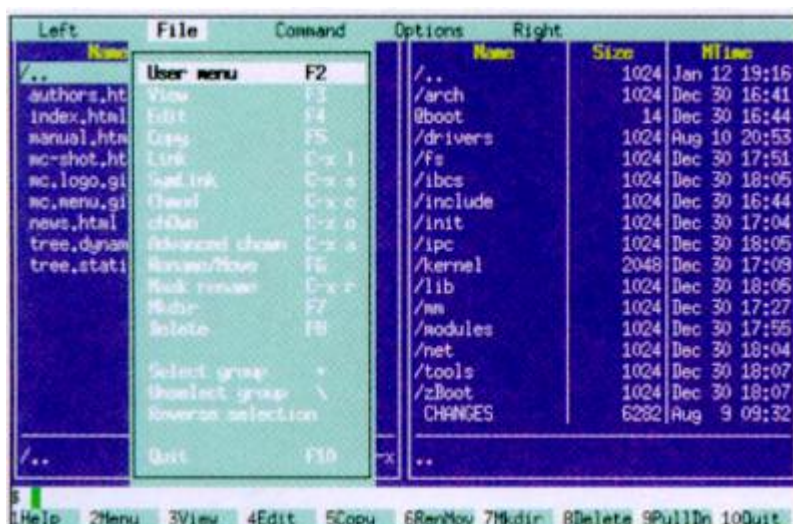 Left File Command Options Right
Name
/..
authors.ht
index.html
manual.htm
mc-shot.ht
mc.logo.gi
mc.menu.gi
news.html
tree.dynam
tree.stati
/..
User menu F2
View F3
Edit F4
Copy F5
Link C-x l
SymLink C-x s
Chmod C-x c
chOwn C-x o
Advanced chown C-x a
Rename/Move F6
Mask rename C-x r
Mkdir F7
Delete F8
Select group +
Unselect group \
Reverse selection
Quit F10
-x
Name Size MTime
/.. 1024 Jan 12 19:16
/arch 1024 Dec 30 16:41
@boot 14 Dec 30 16:44
/drivers 1024 Aug 10 20:53
/fs 1024 Dec 30 17:51
/ibcs 1024 Dec 30 18:05
/include 1024 Dec 30 16:44
/init 1024 Dec 30 17:04
/ipc 1024 Dec 30 18:05
/kernel 2048 Dec 30 17:09
/lib 1024 Dec 30 18:06
/mm 1024 Dec 30 17:27
/modules 1024 Dec 30 17:55
/net 1024 Dec 30 18:04
/tools 1024 Dec 30 18:07
/zBoot 1024 Dec 30 18:07
CHANGES 6282 Aug 9 09:32
..
$
1Help 2Menu 3View 4Edit 5Copy 6RenMov 7Mkdir 8Delete 9PullDn 10Quit